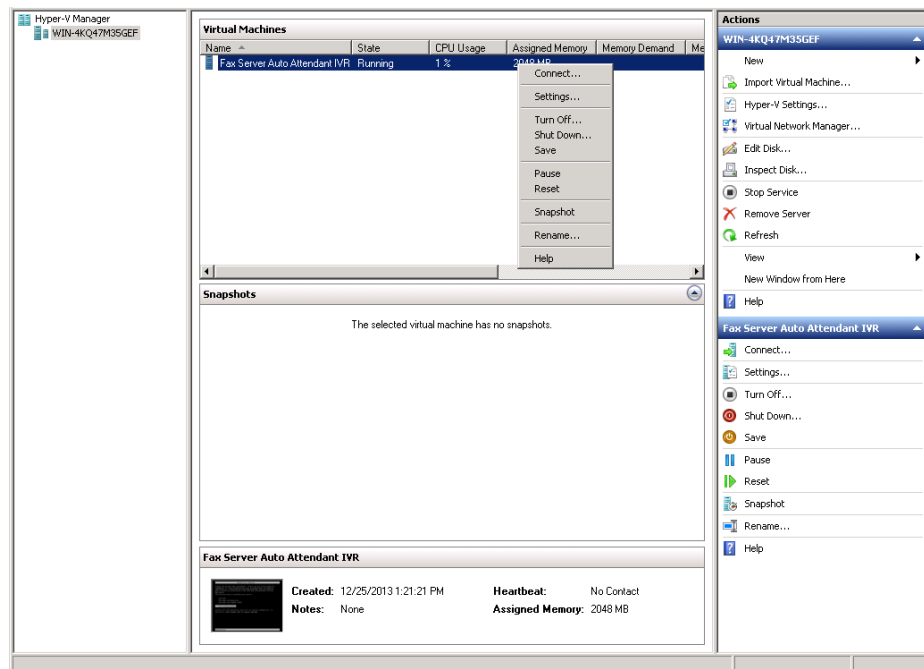 Hyper-V Manager
WIN-4KQ47M35GEF
Virtual Machines
Name State CPU Usage Assigned Memory Memory Demand Me
Fax Server Auto Attendant IVR Running 1 % 2048 MB
Connect...
Settings...
Turn Off...
Shut Down...
Save
Pause
Reset
Snapshot
Rename...
Help
Snapshots
The selected virtual machine has no snapshots.
Fax Server Auto Attendant IVR
Created: 12/25/2013 1:21:21 PM Heartbeat: No Contact
Notes: None Assigned Memory: 2048 MB
Actions
WIN-4KQ47M35GEF
New
Import Virtual Machine...
Hyper-V Settings...
Virtual Network Manager...
Edit Disk...
Inspect Disk...
Stop Service
Remove Server
Refresh
View
New Window from Here
Help
Fax Server Auto Attendant IVR
Connect...
Settings...
Turn Off...
Shut Down...
Save
Pause
Reset
Snapshot
Rename...
Help